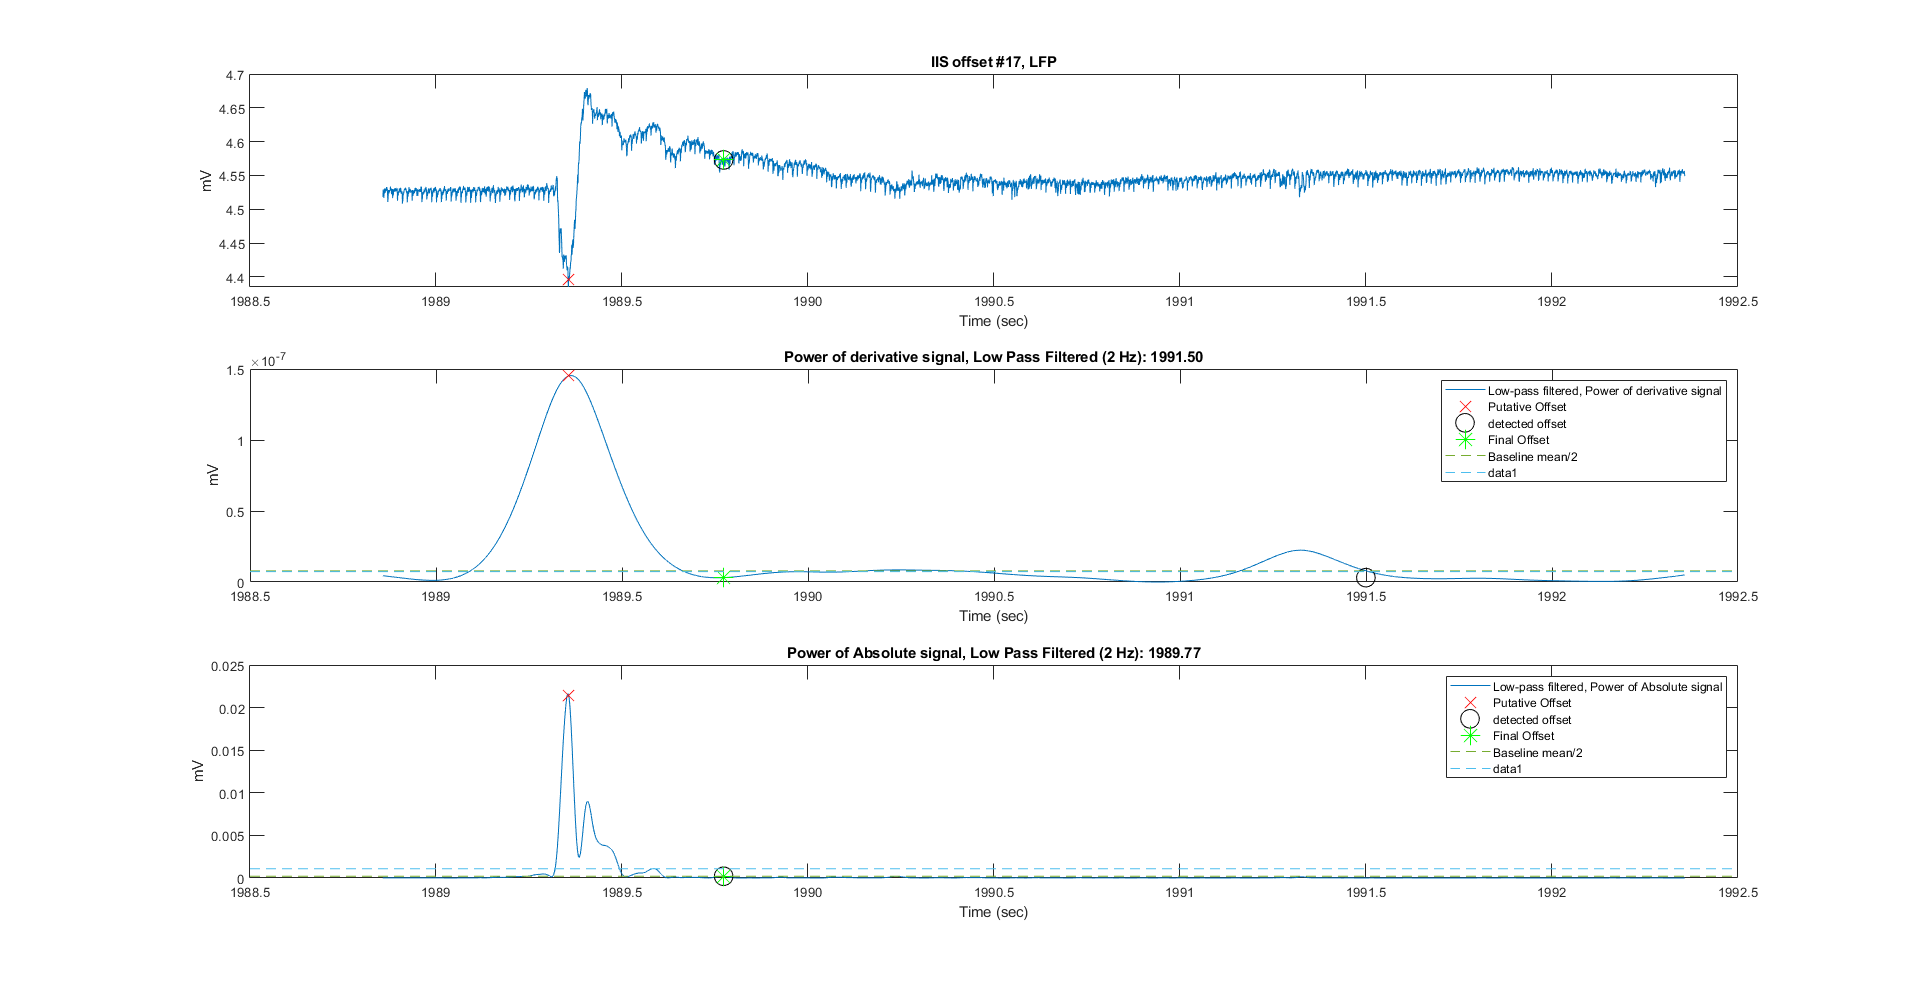 IIS offset #17, LFP
4.7
4.65
4.6
4.55
4.5
4.45
4.4
mV
1988.5 1989 1989.5 1990 1990.5 1991 1991.5 1992 1992.5
Time (sec)
Power of derivative signal, Low Pass Filtered (2 Hz): 1991.50
×10-7
1.5
1
0.5
0
mV
Low-pass filtered, Power of derivative signal
Putative Offset
detected offset
Final Offset
Baseline mean/2
data1
1988.5 1989 1989.5 1990 1990.5 1991 1991.5 1992 1992.5
Time (sec)
Power of Absolute signal, Low Pass Filtered (2 Hz): 1989.77
0.025
0.02
0.015
0.01
0.005
0
mV
Low-pass filtered, Power of Absolute signal
Putative Offset
detected offset
Final Offset
Baseline mean/2
data1
1988.5 1989 1989.5 1990 1990.5 1991 1991.5 1992 1992.5
Time (sec)